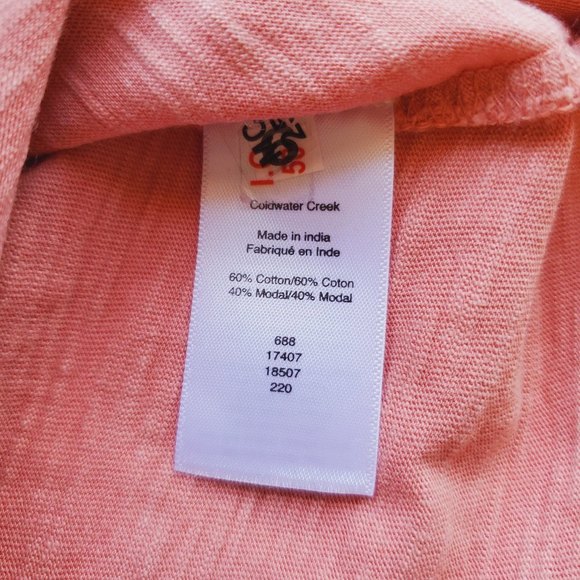 Coldwater Creek
Made in india
Fabriqué en Inde
60% Cotton/60% Coton
40% Modal/40% Modal
688
17407
18507
220